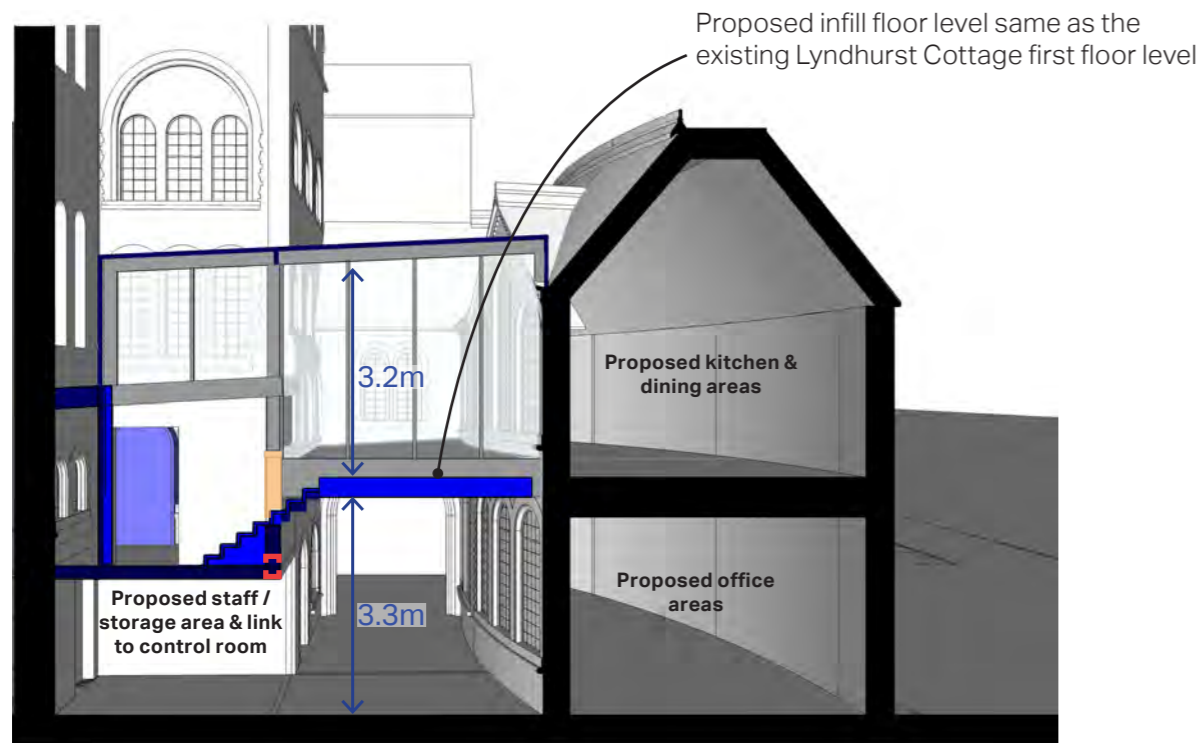 Proposed infill floor level same as the
existing Lyndhurst Cottage first floor level
3.2m
Proposed kitchen &
dining areas
Proposed staff /
storage area & link
to control room
3.3m
Proposed office
areas